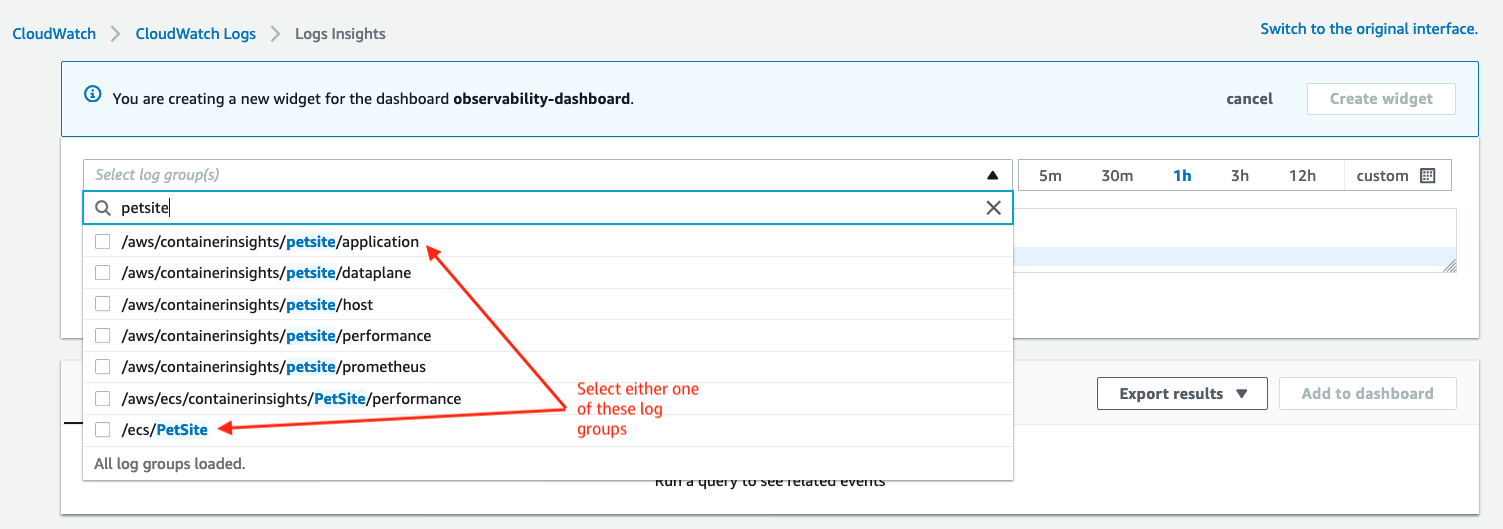 CloudWatch > CloudWatch Logs > Logs Insights
Switch to the original interface.
You are creating a new widget for the dashboard observability-dashboard.
cancel
Create widget
Select log group(s)
5m 30m 1h 3h 12h custom
petsite
/aws/containerinsights/petsite/application
/aws/containerinsights/petsite/dataplane
/aws/containerinsights/petsite/host
/aws/containerinsights/petsite/performance
/aws/containerinsights/petsite/prometheus
/aws/ecs/containerinsights/PetSite/performance
/ecs/PetSite
All log groups loaded.
Select either one
of these log
groups
Export results
Add to dashboard
Run a query to see related events